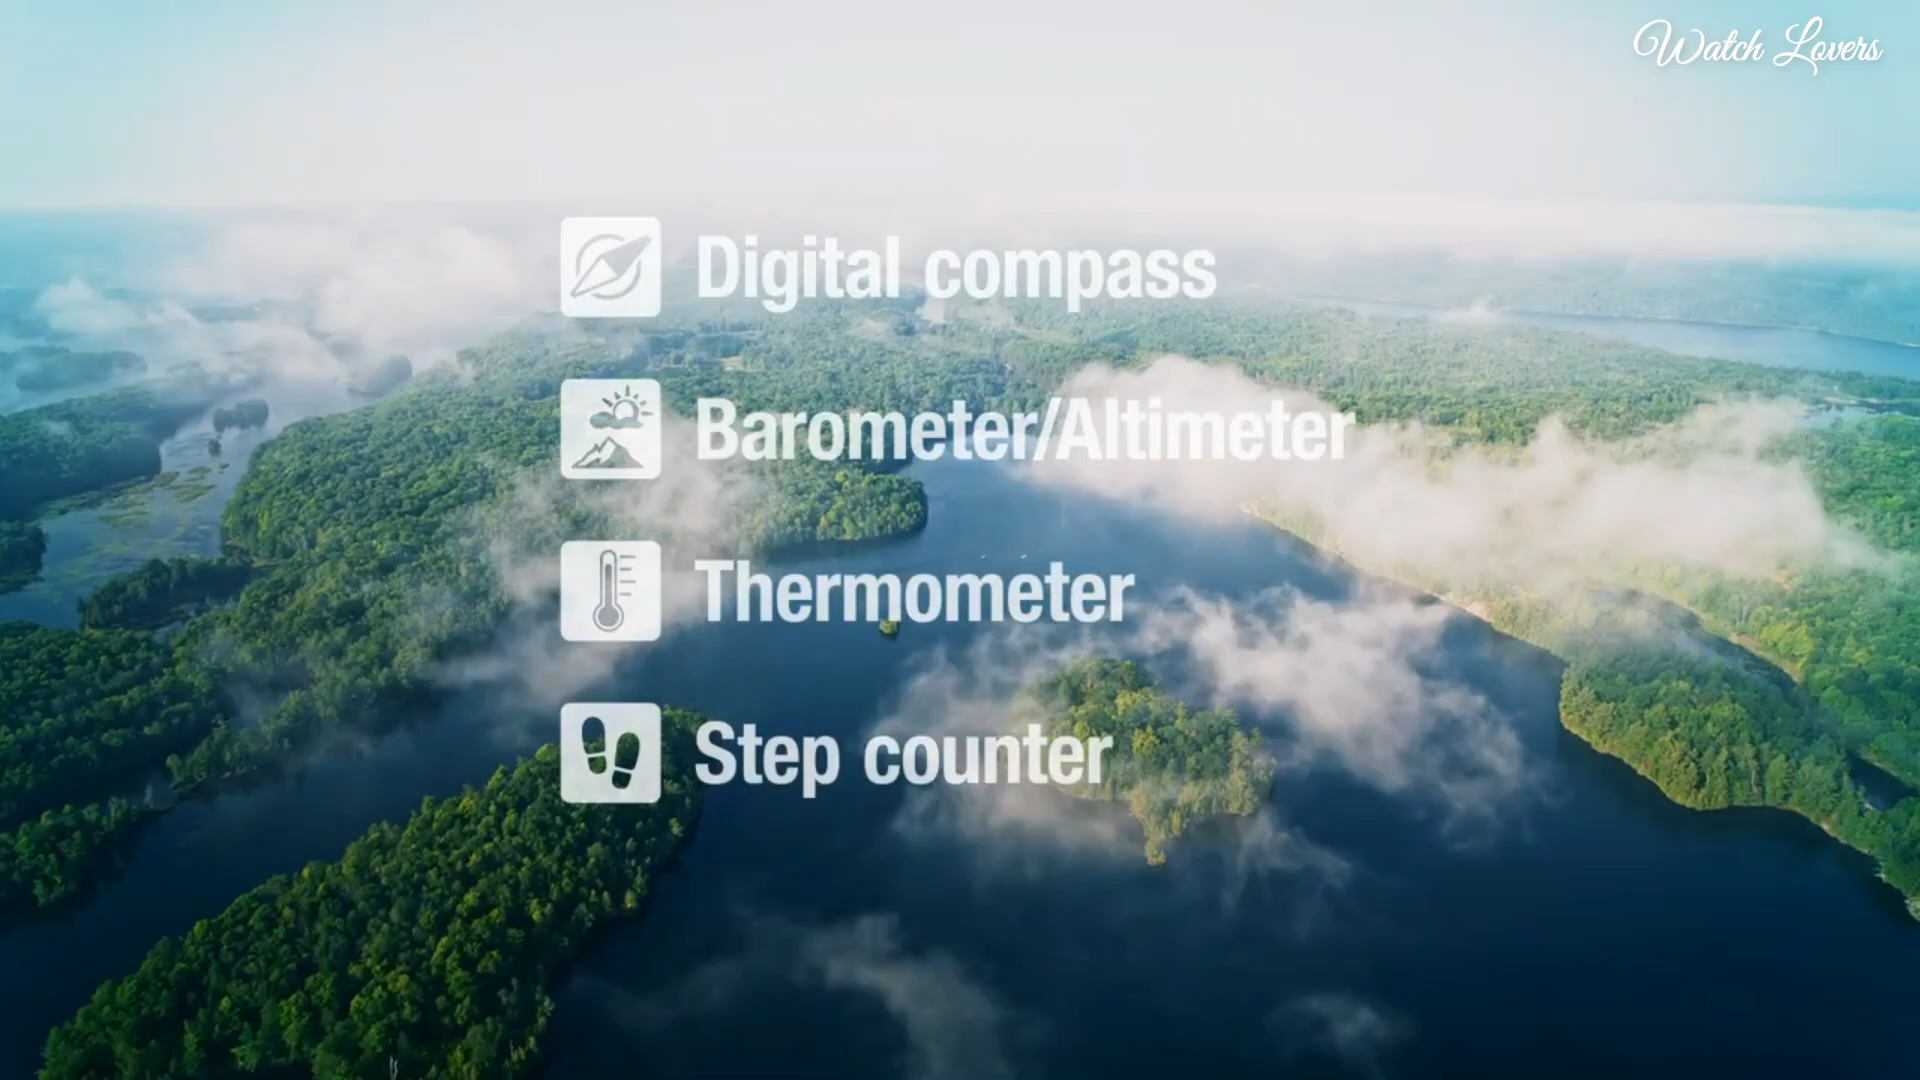 Watch Lovers
Digital compass
Barometer/Altimeter
Thermometer
Step counter